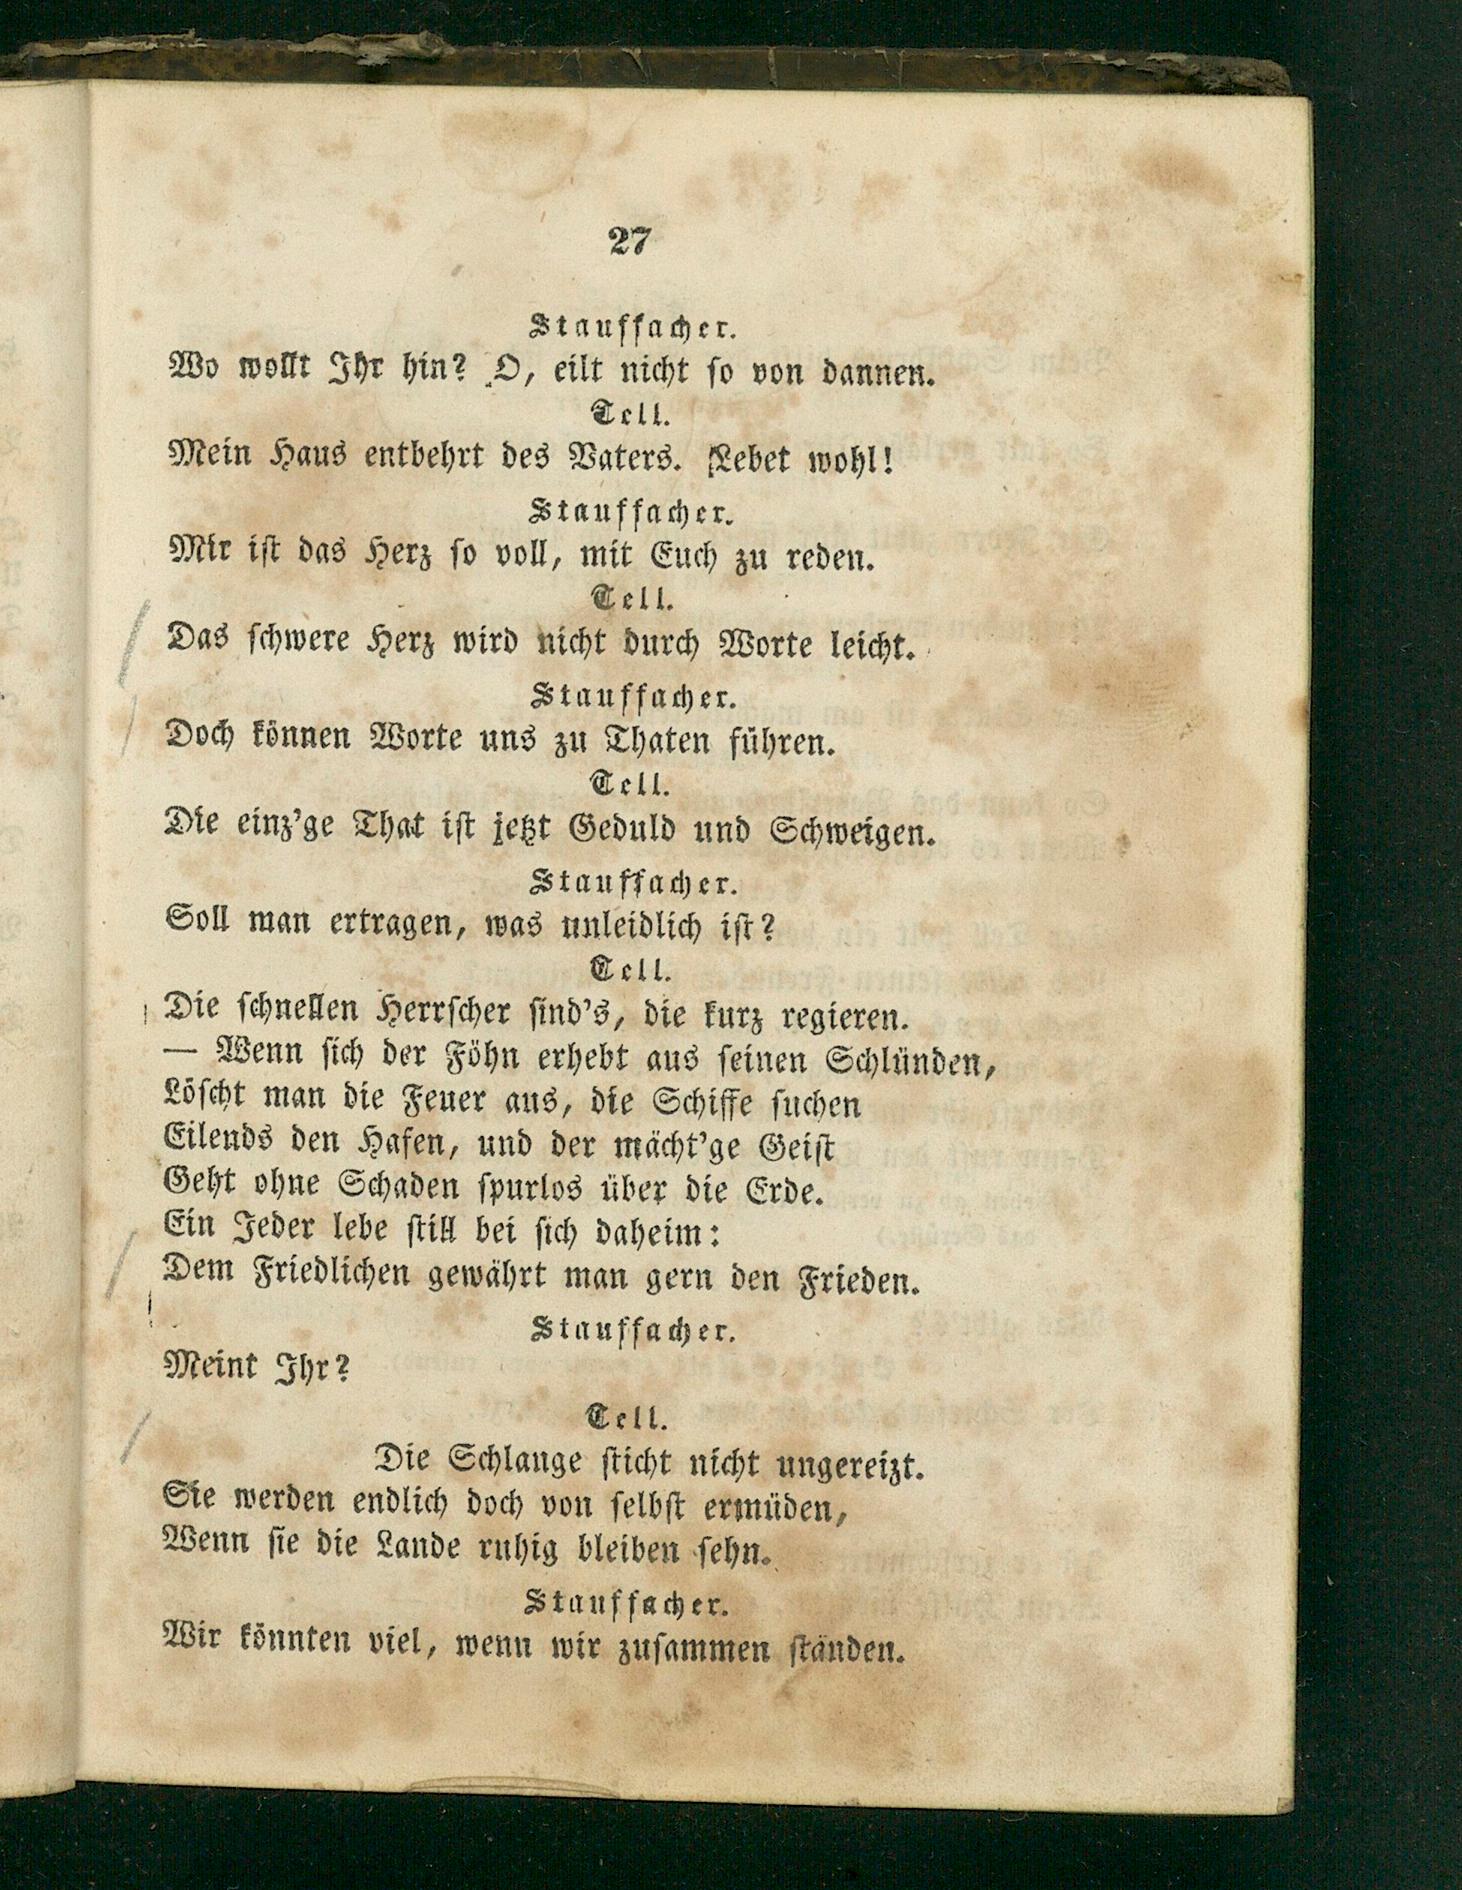 27
Stauffacher.
Wo wollt Ihr hin? O, eilt nicht so von dannen.
Tell.
Mein Haus entbehrt des Vaters. Lebet wohl!
Stauffacher.
Mir ist das Herz so voll, mit Euch zu reden.
Tell.
Das schwere Herz wird nicht durch Worte leicht.
Stauffacher.
Doch können Worte uns zu Thaten führen.
Tell.
Die einz'ge That ist jetzt Geduld und Schweigen.
Stauffacher.
Soll man ertragen, was unleidlich ist?
Tell.
Die schnellen Herrscher sind's, die kurz regieren.
— Wenn sich der Föhn erhebt aus seinen Schlünden,
Löscht man die Feuer aus, die Schiffe suchen
Eilends den Hafen, und der mächt'ge Geist
Geht ohne Schaden spurlos über die Erde.
Ein Jeder lebe still bei sich daheim:
Dem Friedlichen gewährt man gern den Frieden.
Stauffacher.
Meint Ihr?
Tell.
Die Schlange sticht nicht ungereizt.
Sie werden endlich doch von selbst ermüden,
Wenn sie die Lande ruhig bleiben sehn.
Stauffacher.
Wir könnten viel, wenn wir zusammen ständen.